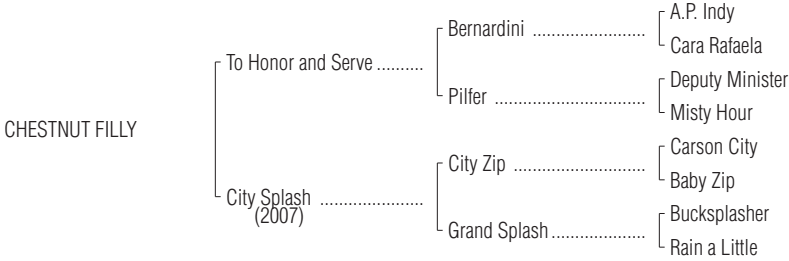 A.P. Indy
Bernardini ........................
Cara Rafaela
To Honor and Serve ..........
Deputy Minister
Pilfer ................................
Misty Hour
CHESTNUT FILLY
Carson City
City Zip ............................
Baby Zip
City Splash ......................
(2007)
Bucksplasher
Grand Splash....................
Rain a Little